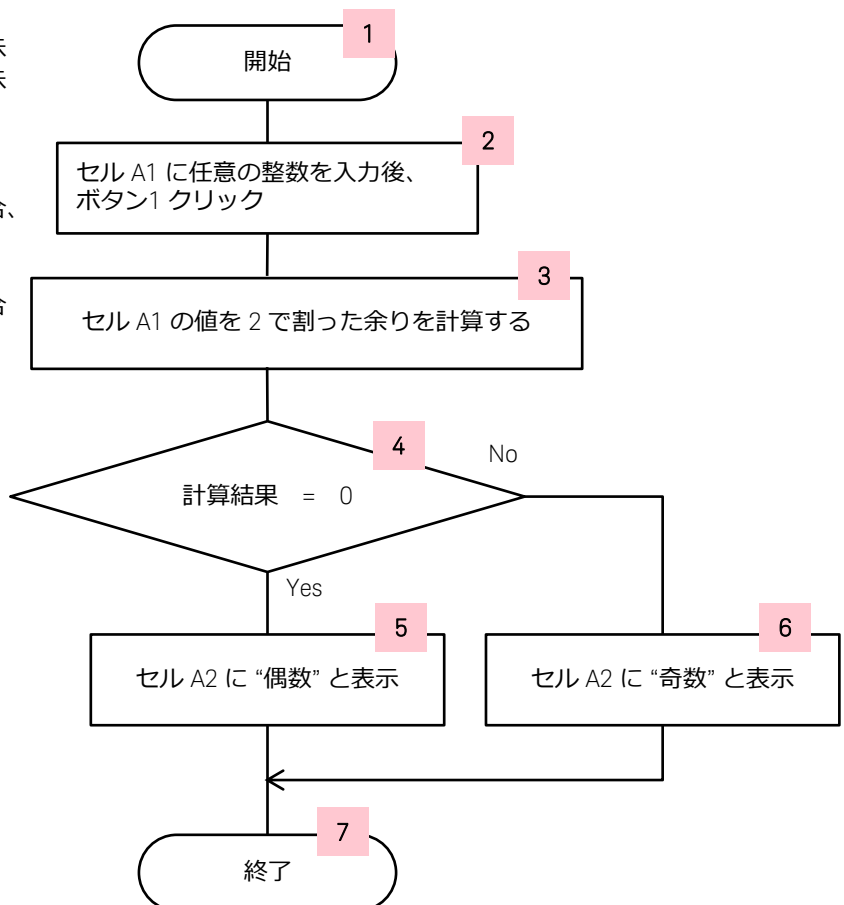 1
開始
2
セル A1 に任意の整数を入力後、
ボタン1 クリック
3
セル A1 の値を 2 で割った余りを計算する
4
No
計算結果 = 0
Yes
5
セル A2 に “偶数” と表示
6
セル A2 に “奇数” と表示
7
終了